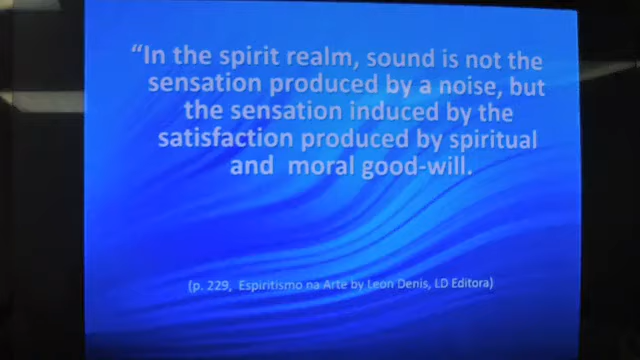 “In the spirit realm, sound is not the
sensation produced by a noise, but
the sensation induced by the
satisfaction produced by spiritual
and moral good-will.
(p. 229, Espiritismo na Arte by Leon Denis, LD Editora)